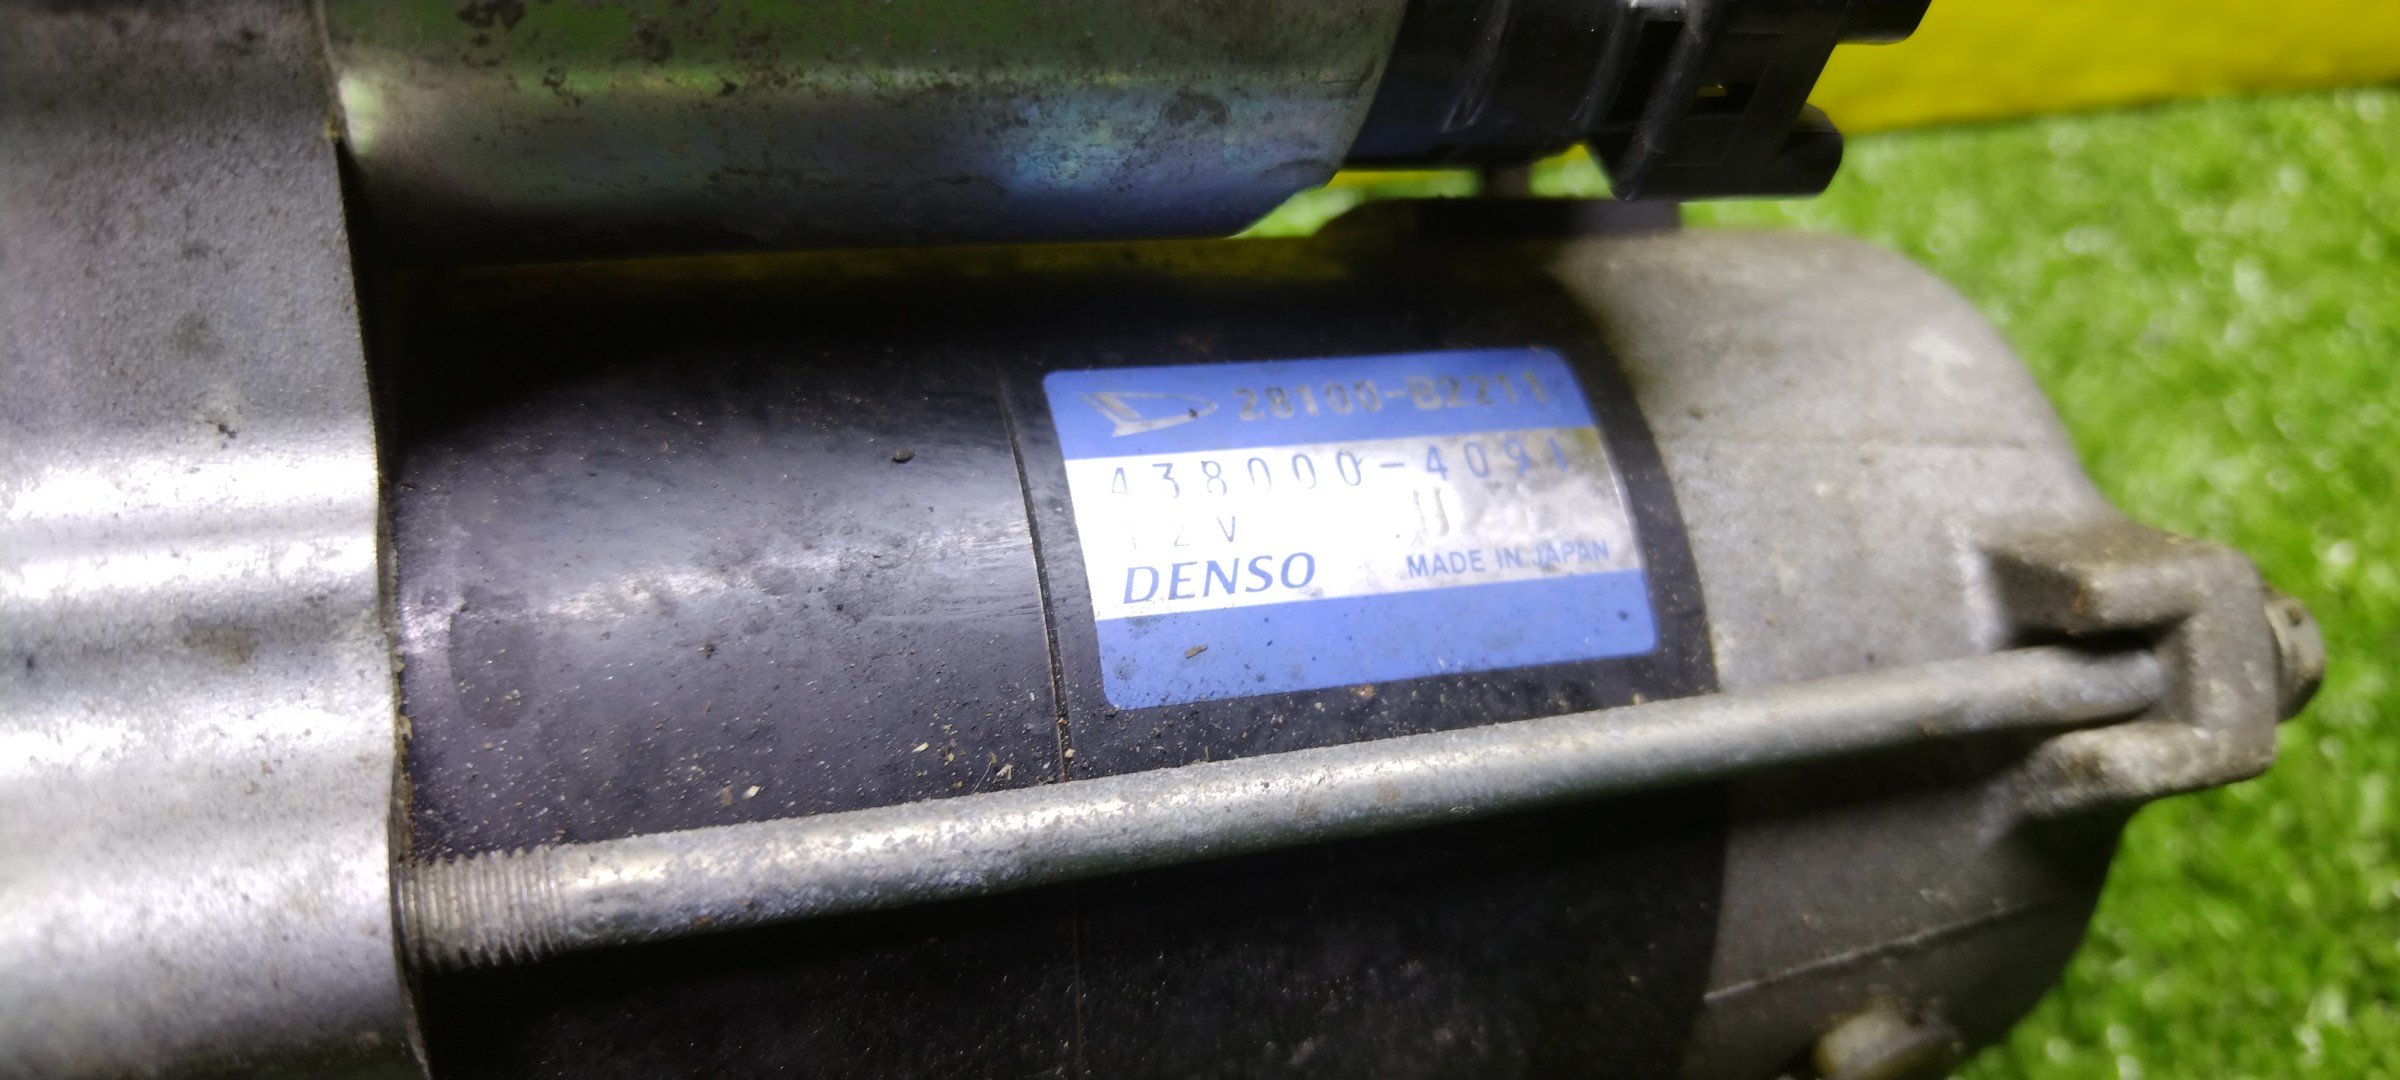 28100-B2211
438000-4091
12V
DENSO MADE IN JAPAN